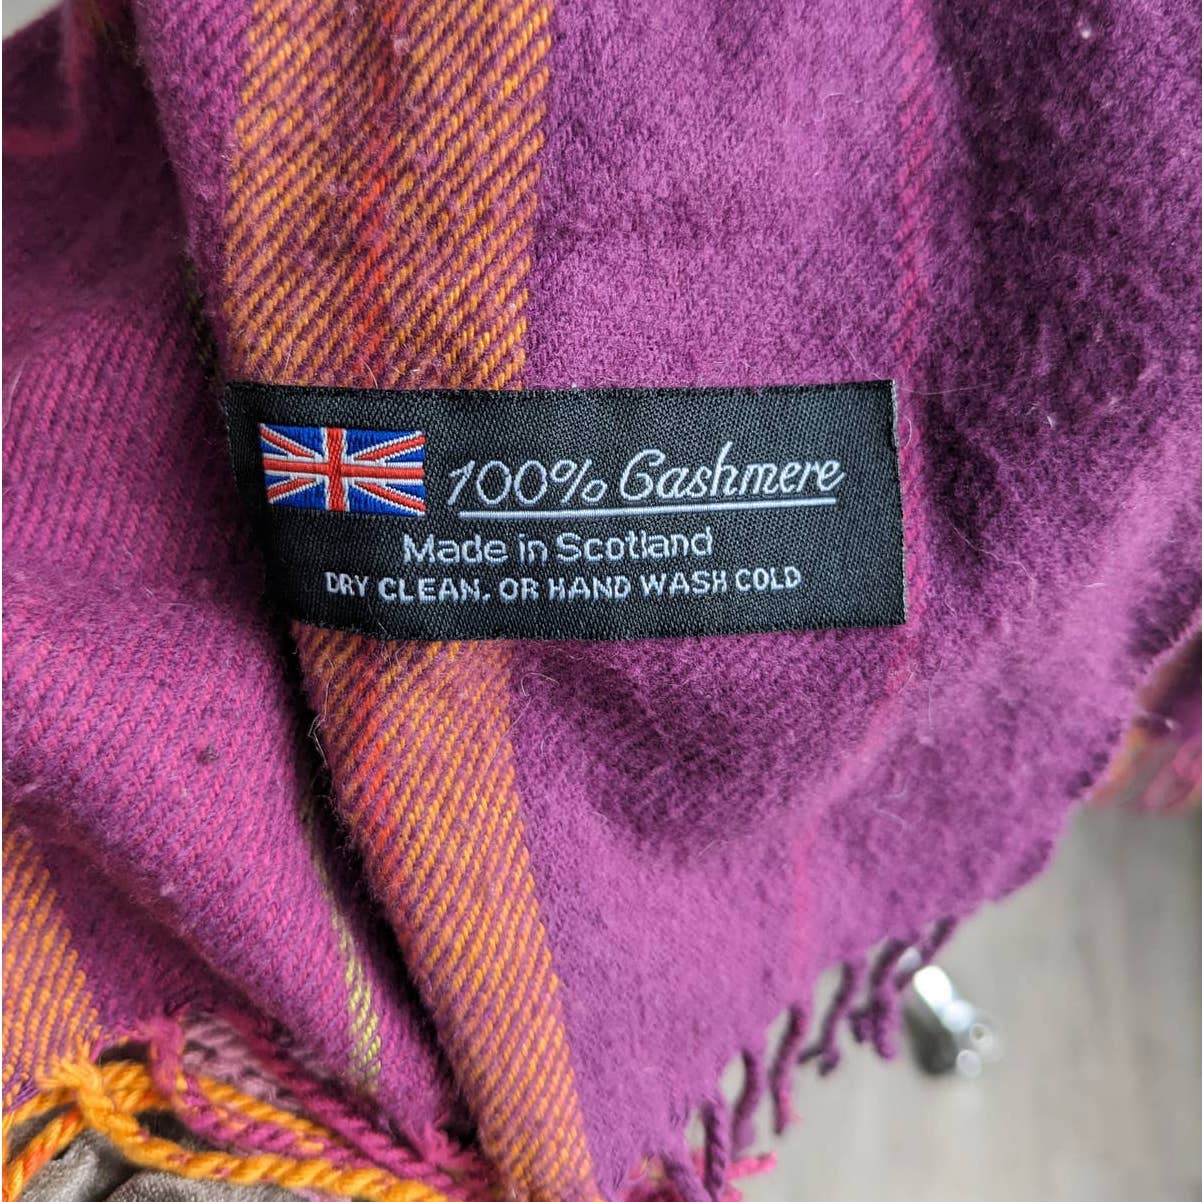 100% Cashmere
Made in Scotland
DRY CLEAN. OR HAND WASH COLD